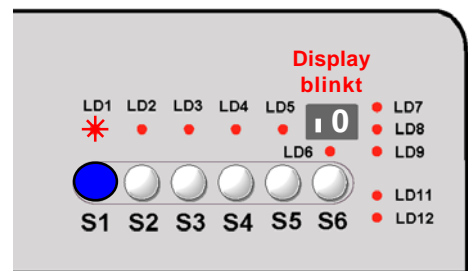 Display
blinkt
LD1 LD2 LD3 LD4 LD5 LD7
LD8
LD6 LD9
LD11
S1 S2 S3 S4 S5 S6 LD12